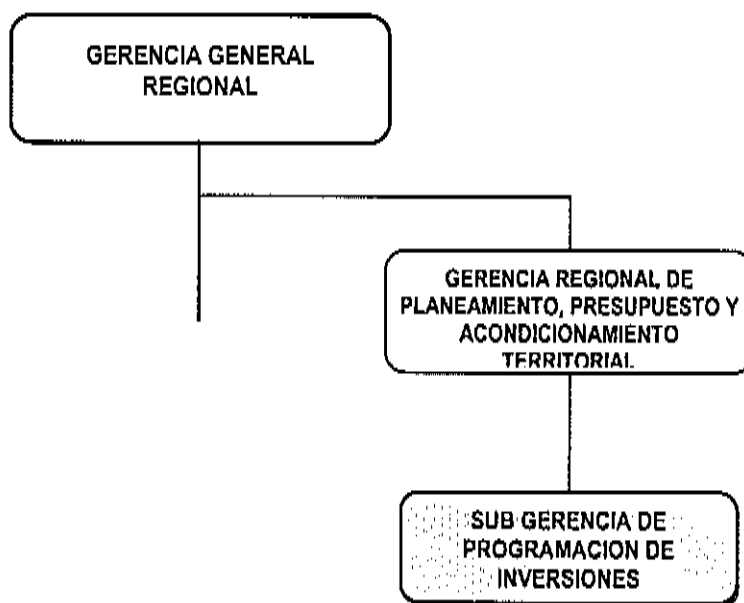 GERENCIA GENERAL
REGIONAL
GERENCIA REGIONAL DE
PLANEAMIENTO, PRESUPUESTO Y
ACONDICIONAMIENTO
TERRITORIAL
SUB GERENCIA DE
PROGRAMACION DE
INVERSIONES